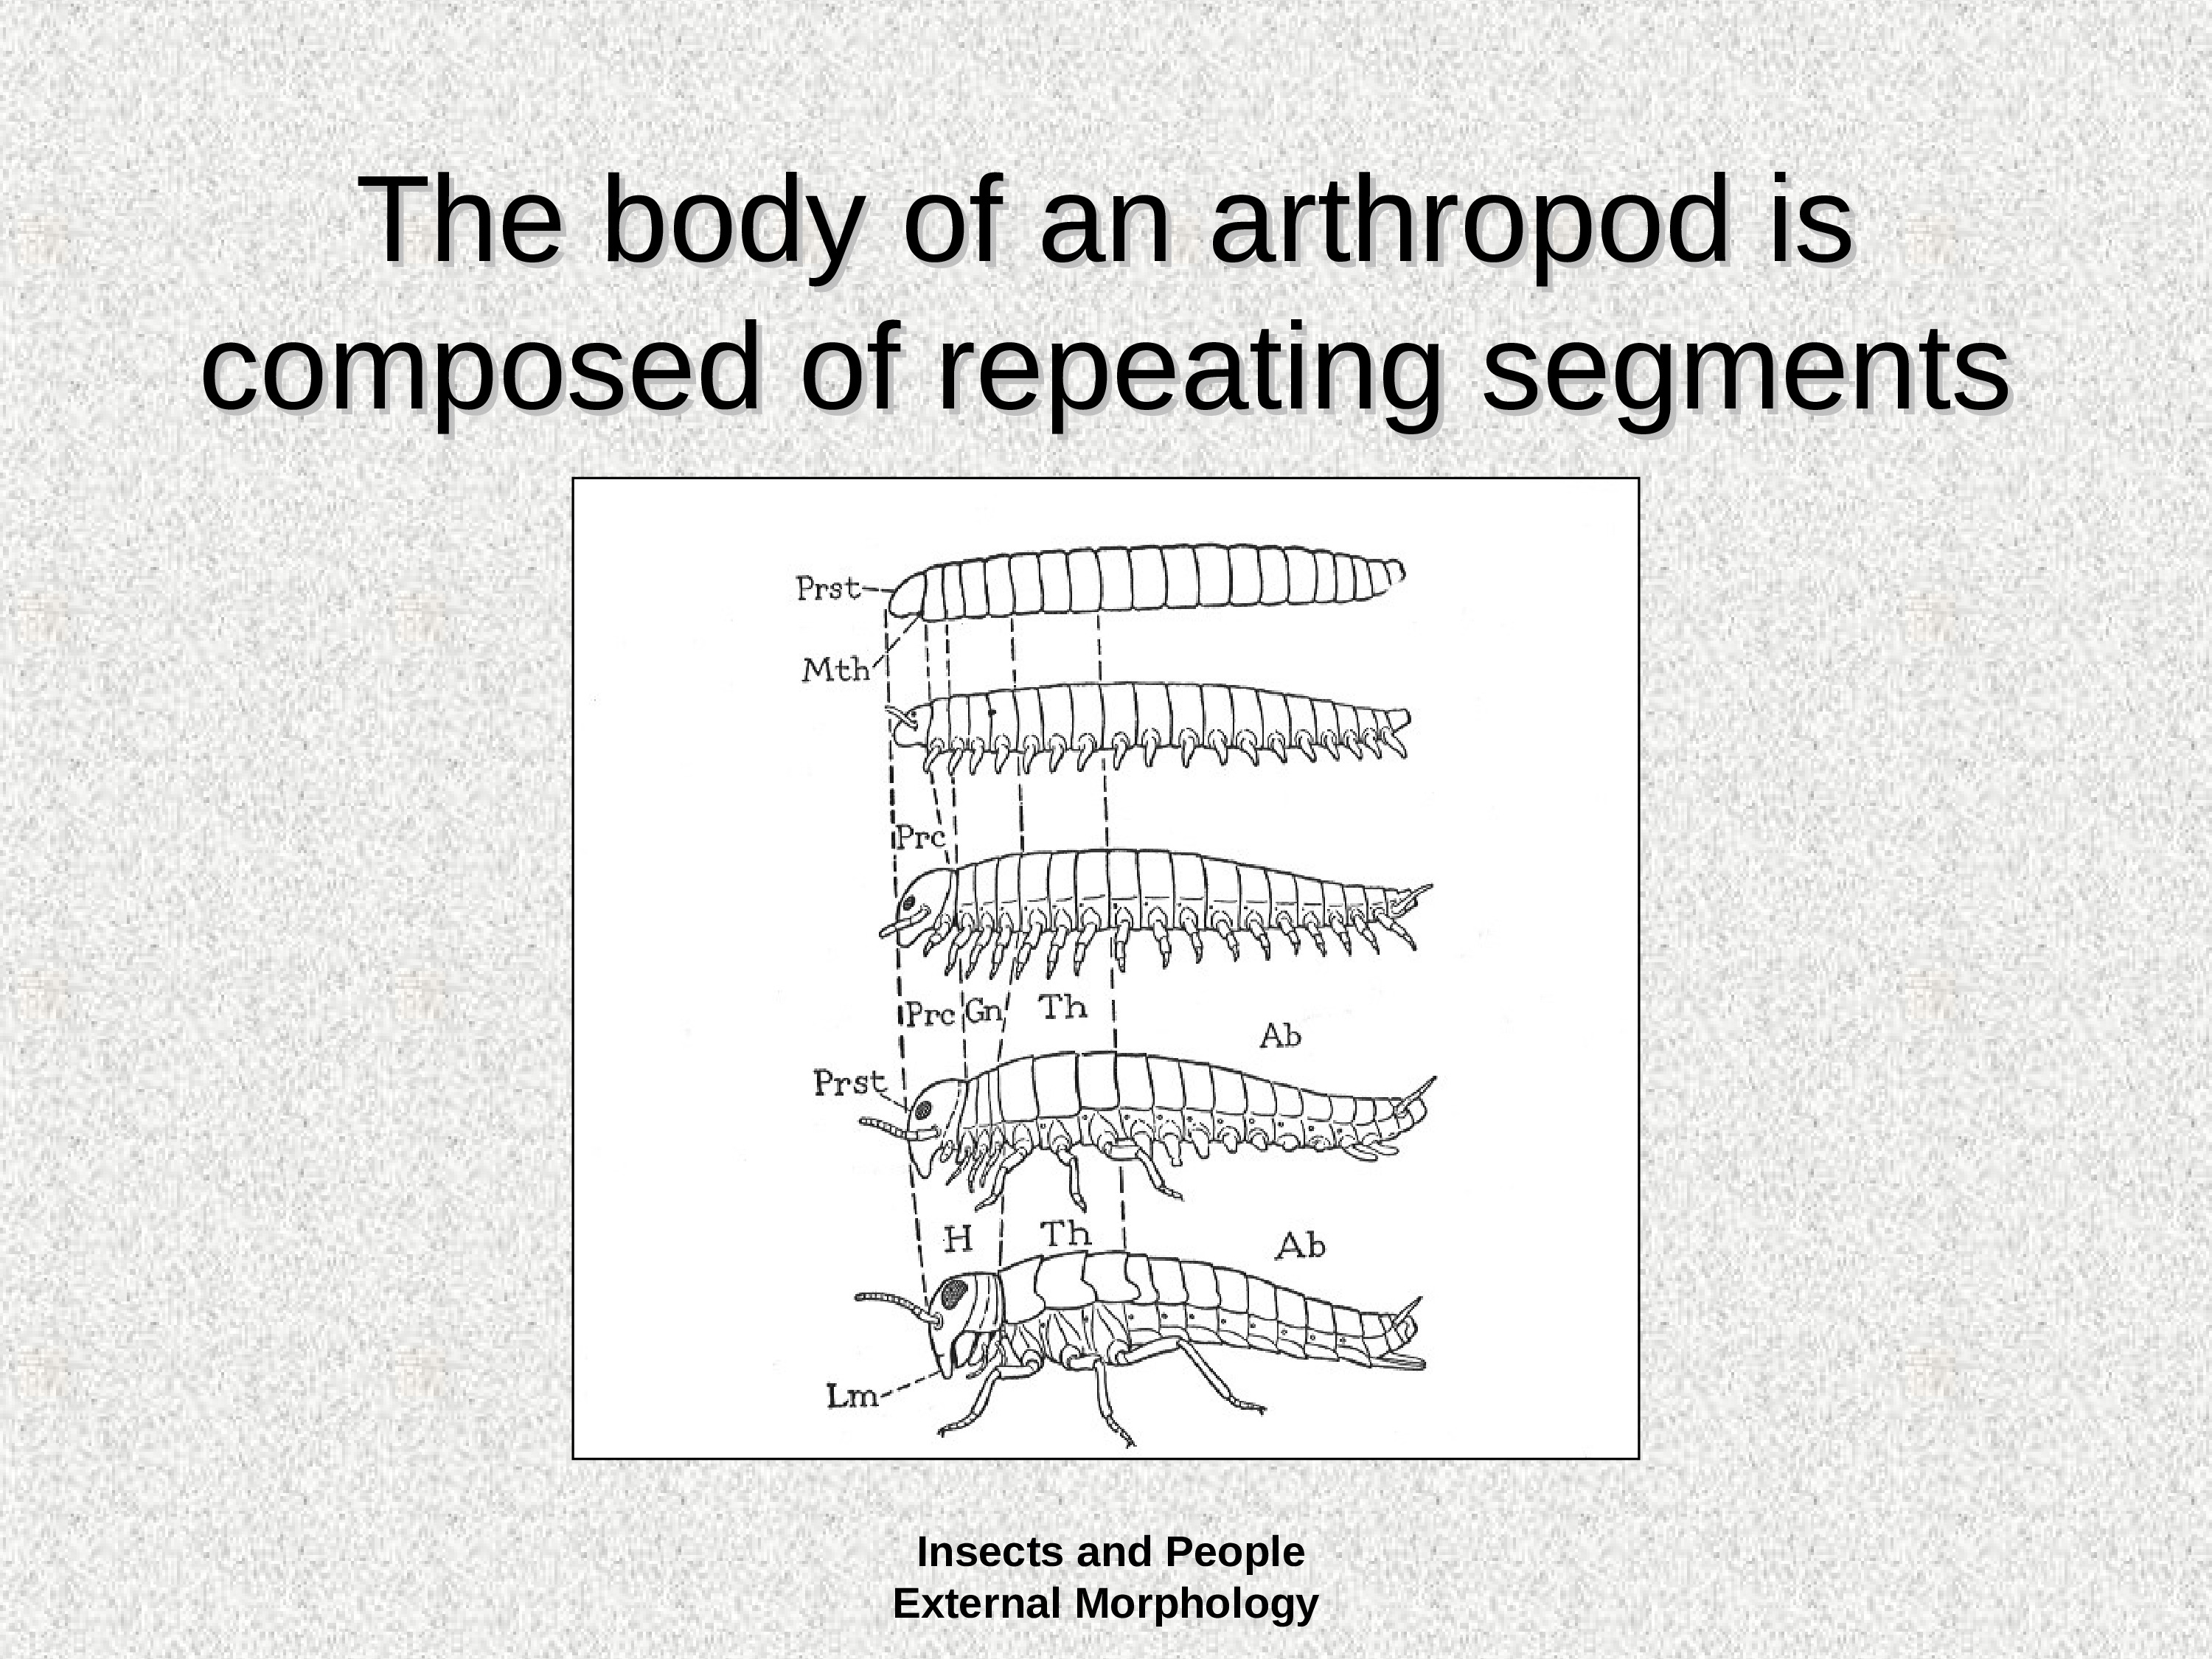 The body of an arthropod is
composed of repeating segments
Prst
Mth
Prc
Prc Gn Th
Ab
Prst
H Th Ab
Lm
Insects and People
External Morphology